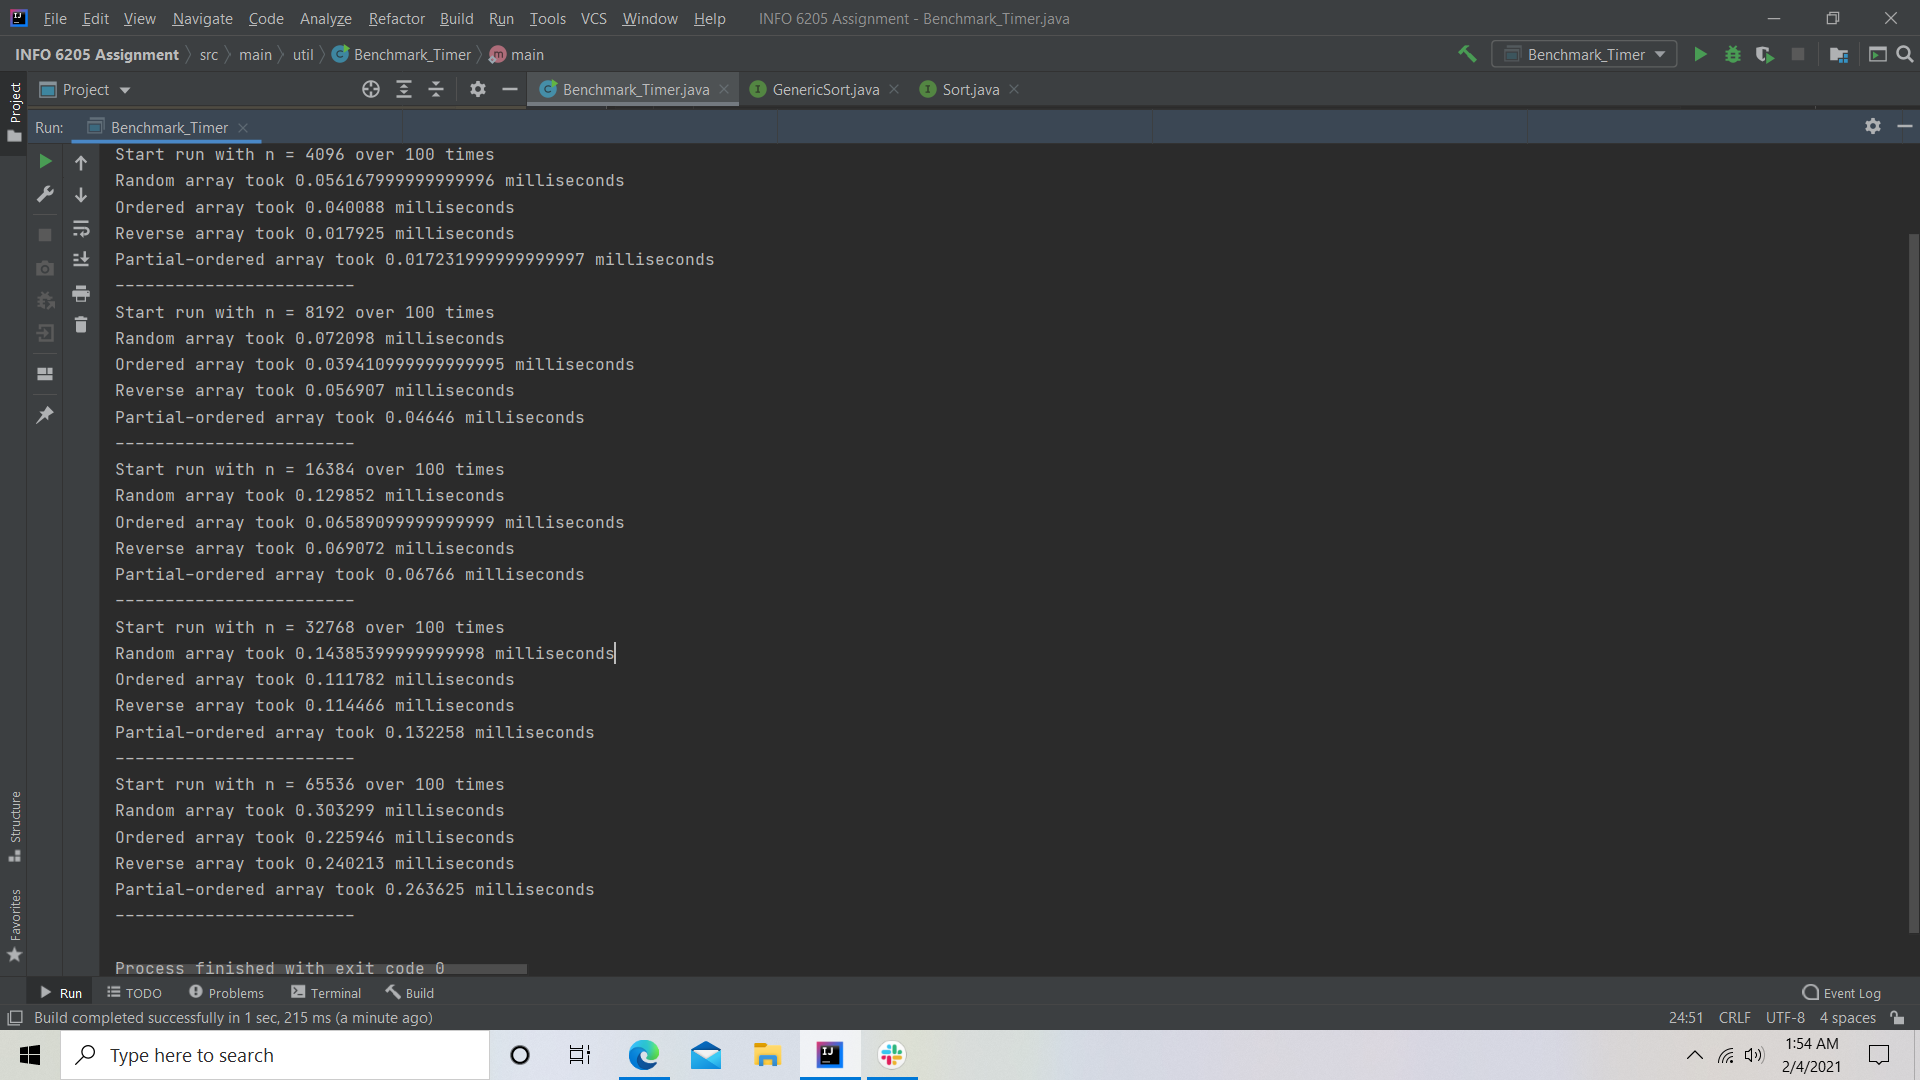 File Edit View Navigate Code Analyze Refactor Build Run Tools VCS Window Help INFO 6205 Assignment - Benchmark_Timer.java
INFO 6205 Assignment src main util Benchmark_Timer main Benchmark_Timer
Project Project Benchmark_Timer.java GenericSort.java Sort.java
Run: Benchmark_Timer
Start run with n = 4096 over 100 times
Random array took 0.056167999999999996 milliseconds
Ordered array took 0.040088 milliseconds
Reverse array took 0.017925 milliseconds
Partial-ordered array took 0.017231999999999997 milliseconds
------------------------
Start run with n = 8192 over 100 times
Random array took 0.072098 milliseconds
Ordered array took 0.039410999999999995 milliseconds
Reverse array took 0.056907 milliseconds
Partial-ordered array took 0.04646 milliseconds
------------------------
Start run with n = 16384 over 100 times
Random array took 0.129852 milliseconds
Ordered array took 0.06589099999999999 milliseconds
Reverse array took 0.069072 milliseconds
Partial-ordered array took 0.06766 milliseconds
------------------------
Start run with n = 32768 over 100 times
Random array took 0.14385399999999998 milliseconds
Ordered array took 0.111782 milliseconds
Reverse array took 0.114466 milliseconds
Partial-ordered array took 0.132258 milliseconds
------------------------
Start run with n = 65536 over 100 times
Random array took 0.303299 milliseconds
Ordered array took 0.225946 milliseconds
Reverse array took 0.240213 milliseconds
Partial-ordered array took 0.263625 milliseconds
------------------------
Process finished with exit code 0
Structure
Favorites
Run TODO Problems Terminal Build Event Log
Build completed successfully in 1 sec, 215 ms (a minute ago) 24:51 CRLF UTF-8 4 spaces
Type here to search
1:54 AM
2/4/2021